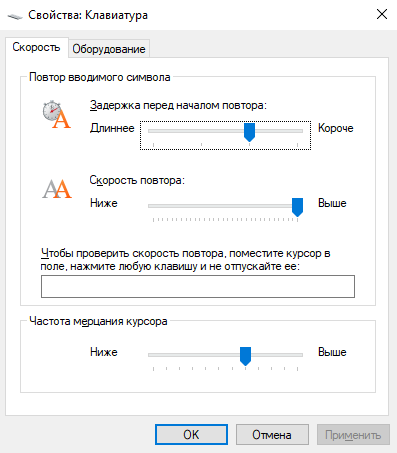 Свойства: Клавиатура
Скорость Оборудование
Повтор вводимого символа
Задержка перед началом повтора:
Длиннее Короче
Скорость повтора:
Ниже Выше
Чтобы проверить скорость повтора, поместите курсор в
поле, нажмите любую клавишу и не отпускайте ее:
Частота мерцания курсора
Ниже Выше
OK Отмена Применить